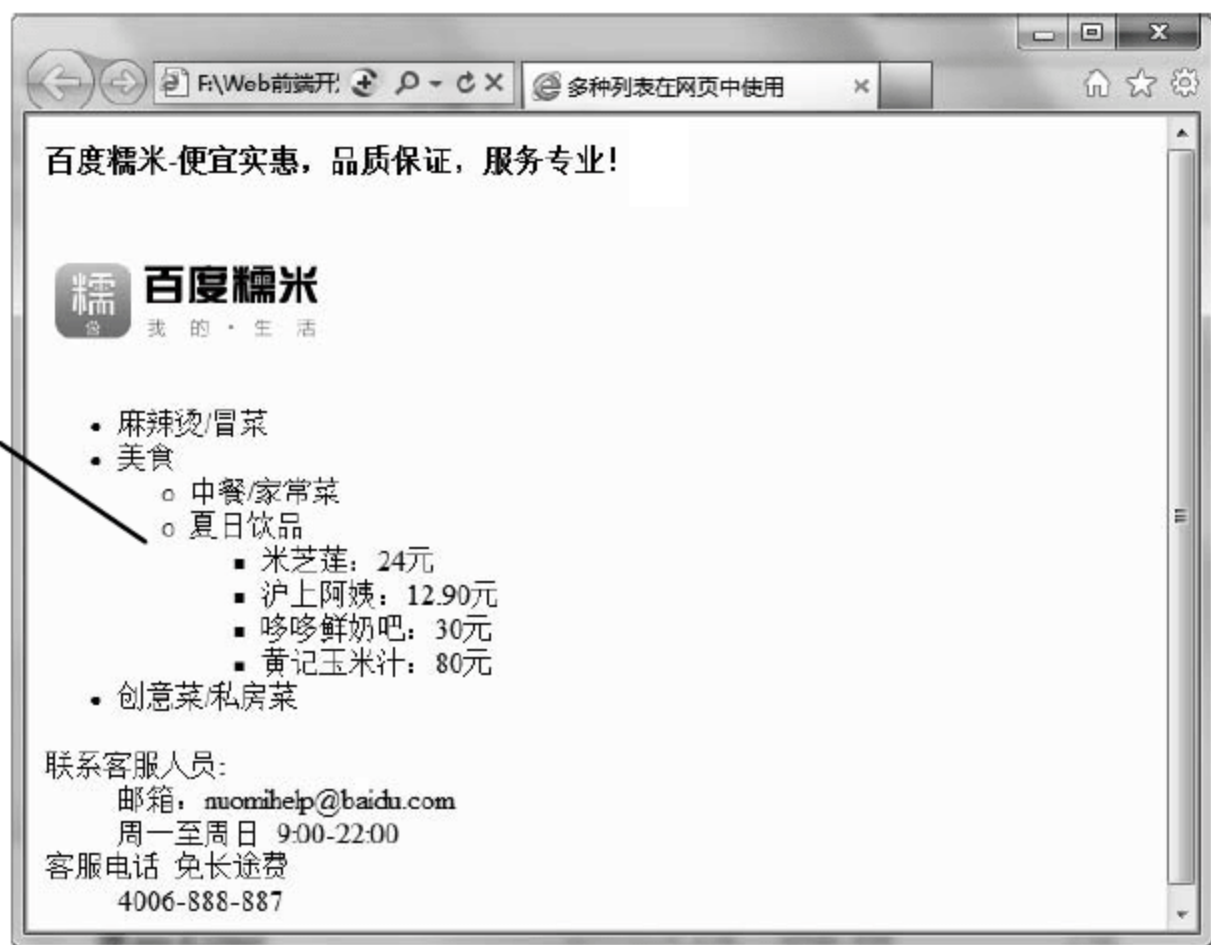 F:\Web前端开
多种列表在网页中使用
百度糯米-便宜实惠，品质保证，服务专业！
糯
百度糯米
我的·生活
麻辣烫/冒菜
美食
中餐/家常菜
夏日饮品
米芝莲：24元
沪上阿姨：12.90元
哆哆鲜奶吧：30元
黄记玉米汁：80元
创意菜/私房菜
联系客服人员:
邮箱：nuomihelp@baidu.com
周一至周日 9:00-22:00
客服电话 免长途费
4006-888-887